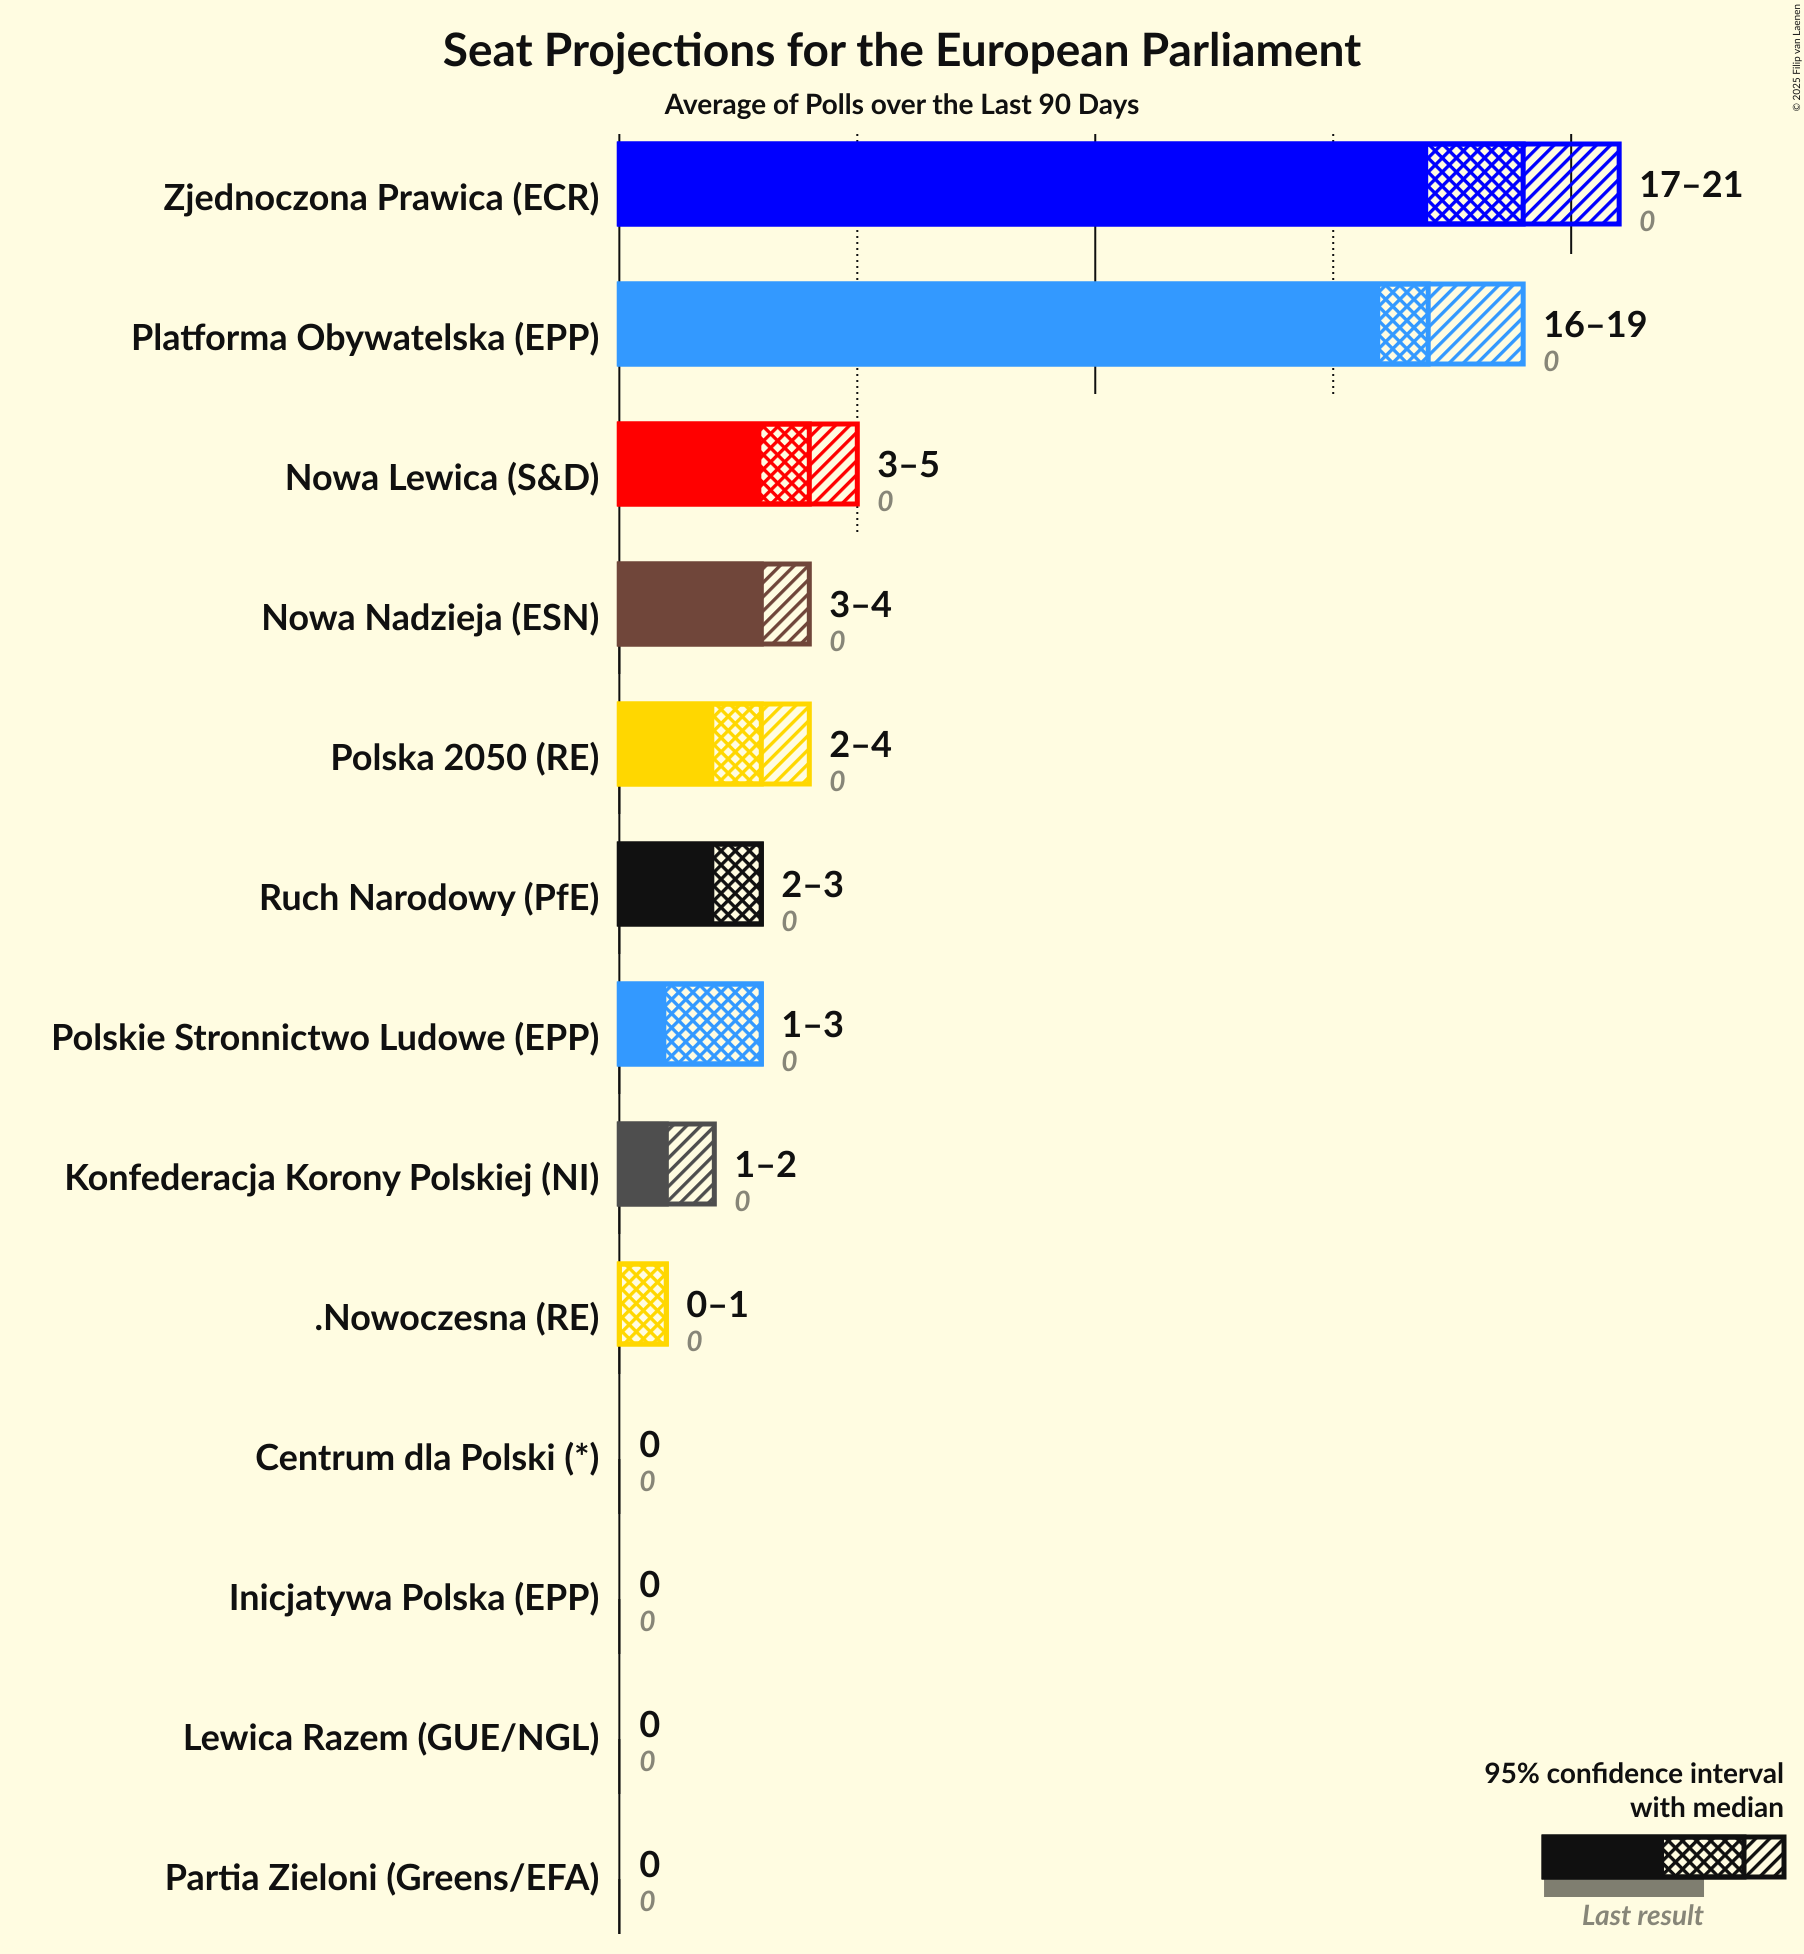 Seat Projections for the European Parliament
Average of Polls over the Last 90 Days
© 2025 Filip van Laenen
Zjednoczona Prawica (ECR)
17–21
0
Platforma Obywatelska (EPP)
16–19
0
Nowa Lewica (S&D)
3–5
0
Nowa Nadzieja (ESN)
3–4
0
Polska 2050 (RE)
2–4
0
Ruch Narodowy (PfE)
2–3
0
Polskie Stronnictwo Ludowe (EPP)
1–3
0
Konfederacja Korony Polskiej (NI)
1–2
0
.Nowoczesna (RE)
0–1
0
Centrum dla Polski (*)
0
0
Inicjatywa Polska (EPP)
0
0
Lewica Razem (GUE/NGL)
0
0
Partia Zieloni (Greens/EFA)
0
0
95% confidence interval
with median
Last result